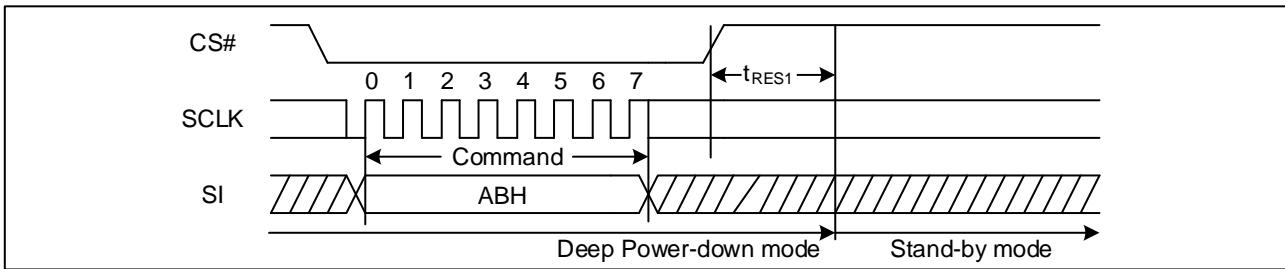 CS#
tRES1
0 1 2 3 4 5 6 7
SCLK
Command
SI
ABH
Deep Power-down mode
Stand-by mode